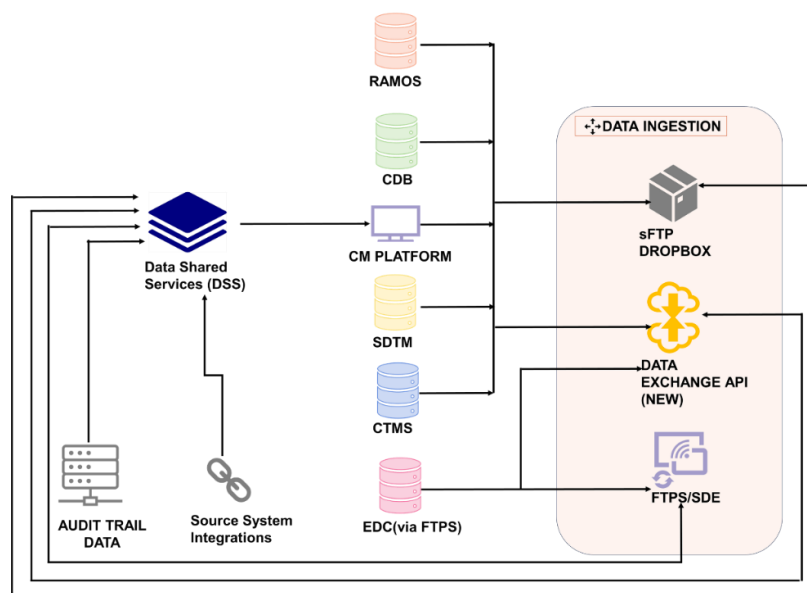 RAMOS
DATA INGESTION
CDB
sFTP
DROPBOX
CM PLATFORM
Data Shared
Services (DSS)
SDTM
DATA
EXCHANGE API
(NEW)
CTMS
AUDIT TRAIL
DATA
Source System
Integrations
EDC(via FTPS)
FTPS/SDE